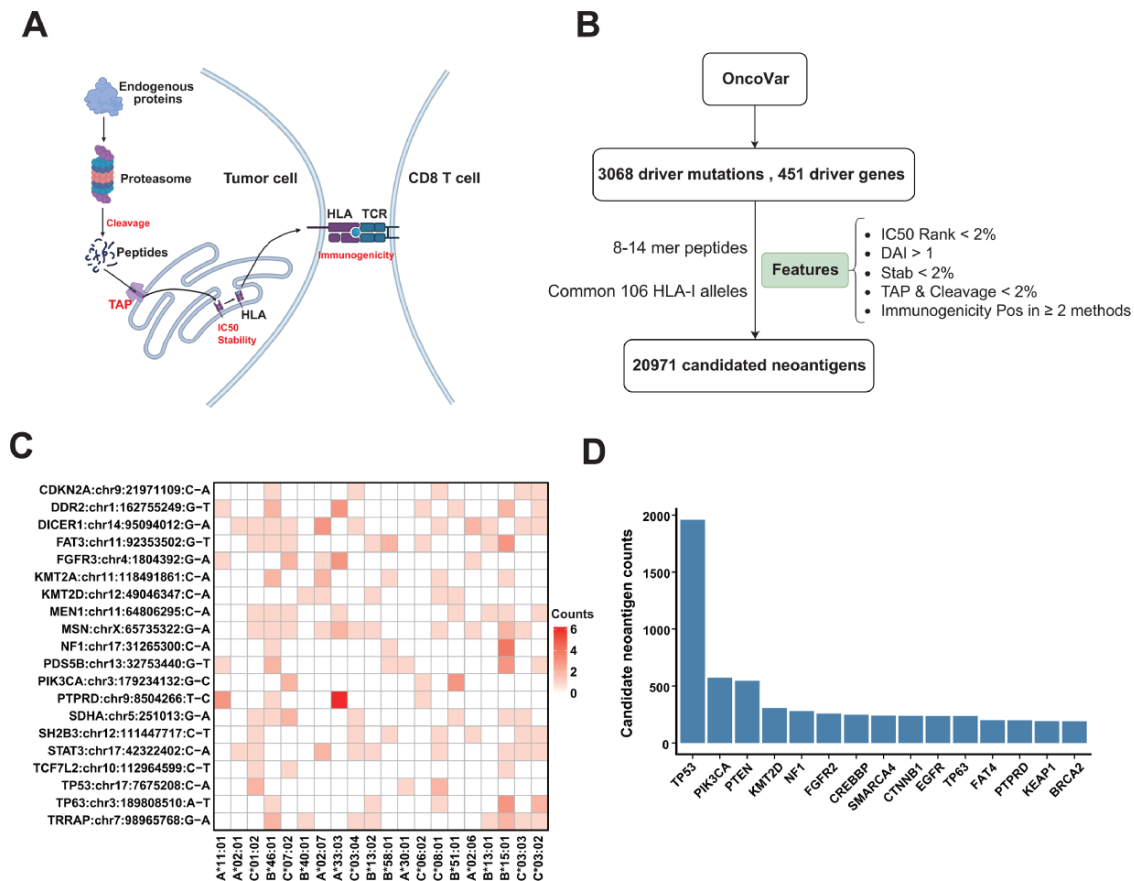 A
Endogenous
proteins
Proteasome
Cleavage
Peptides
TAP
Tumor cell
CD8 T cell
HLA TCR
Immunogenicity
HLA
IC50
Stability
B
OncoVar
3068 driver mutations , 451 driver genes
8-14 mer peptides
Common 106 HLA-I alleles
Features
• IC50 Rank < 2%
• DAI > 1
• Stab < 2%
• TAP & Cleavage < 2%
• Immunogenicity Pos in ≥ 2 methods
20971 candidated neoantigens
C
CDKN2A:chr9:21971109:C−A
DDR2:chr1:162755249:G−T
DICER1:chr14:95094012:G−A
FAT3:chr11:92353502:G−T
FGFR3:chr4:1804392:G−A
KMT2A:chr11:118491861:C−A
KMT2D:chr12:49046347:C−A
MEN1:chr11:64806295:C−A
MSN:chrX:65735322:G−A
NF1:chr17:31265300:C−A
PDS5B:chr13:32753440:G−T
PIK3CA:chr3:179234132:G−C
PTPRD:chr9:8504266:T−C
SDHA:chr5:251013:G−A
SH2B3:chr12:111447717:C−T
STAT3:chr17:42322402:C−A
TCF7L2:chr10:112964599:C−T
TP53:chr17:7675208:C−A
TP63:chr3:189808510:A−T
TRRAP:chr7:98965768:G−A
A*11:01
A*02:01
C*01:02
B*46:01
C*07:02
B*40:01
A*02:07
A*33:03
C*03:04
B*13:02
B*58:01
A*30:01
C*06:02
C*08:01
B*51:01
A*02:06
B*13:01
B*15:01
C*03:03
C*03:02
Counts
6
4
2
0
D
Candidate neoantigen counts
2000
1500
1000
500
0
TP53
PIK3CA
PTEN
KMT2D
NF1
FGFR2
CREBBP
SMARCA4
CTNNB1
EGFR
TP63
FAT4
PTPRD
KEAP1
BRCA2